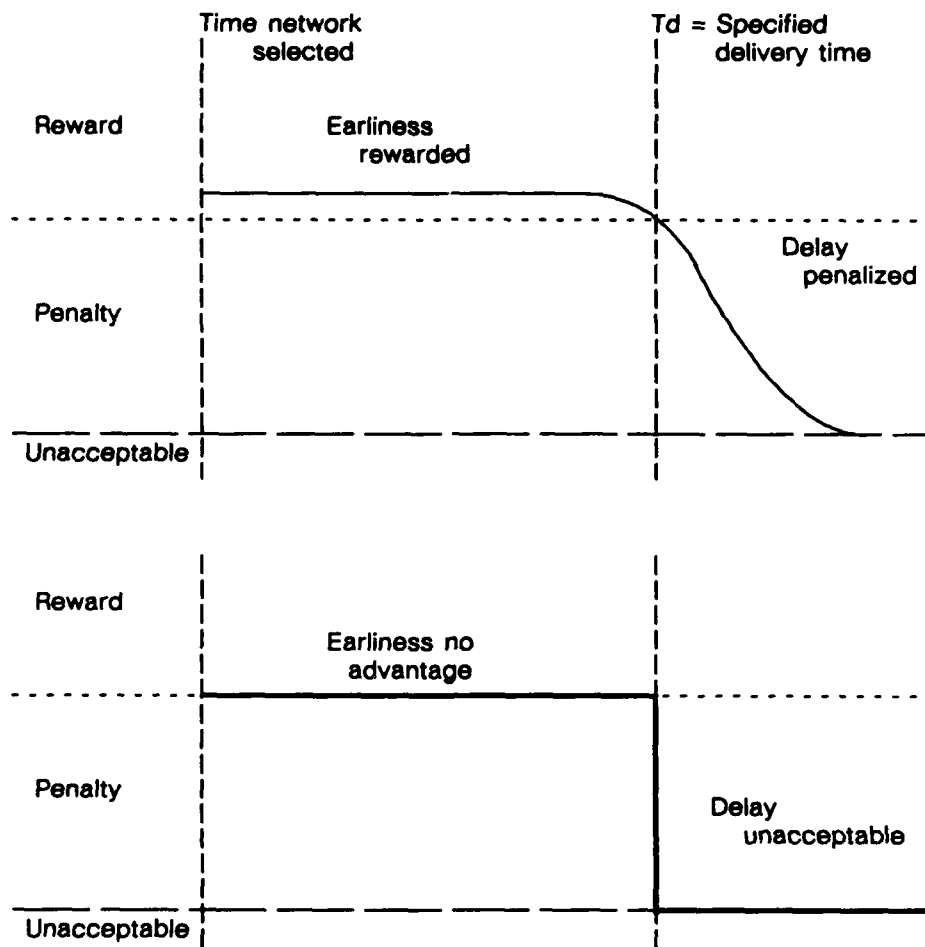 Time network
selected
Td = Specified
delivery time
Reward
Earliness
rewarded
Delay
penalized
Penalty
Unacceptable
Reward
Earliness no
advantage
Penalty
Delay
unacceptable
Unacceptable